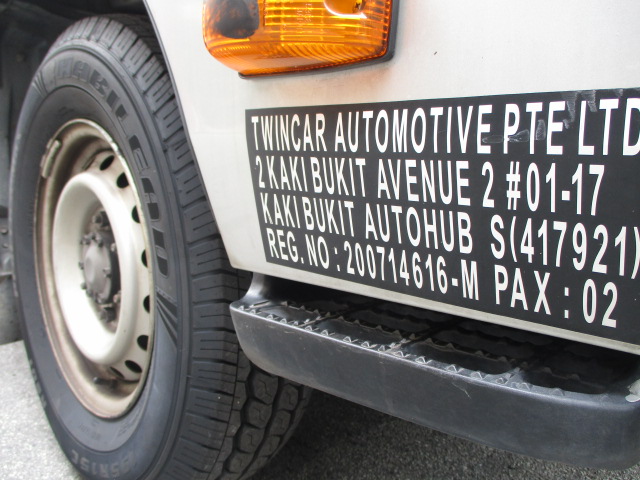 TWINCAR AUTOMOTIVE PTE LTD
2 KAKI BUKIT AVENUE 2 #01-17
KAKI BUKIT AUTOHUB S(417921)
REG. NO : 200714616-M PAX : 02